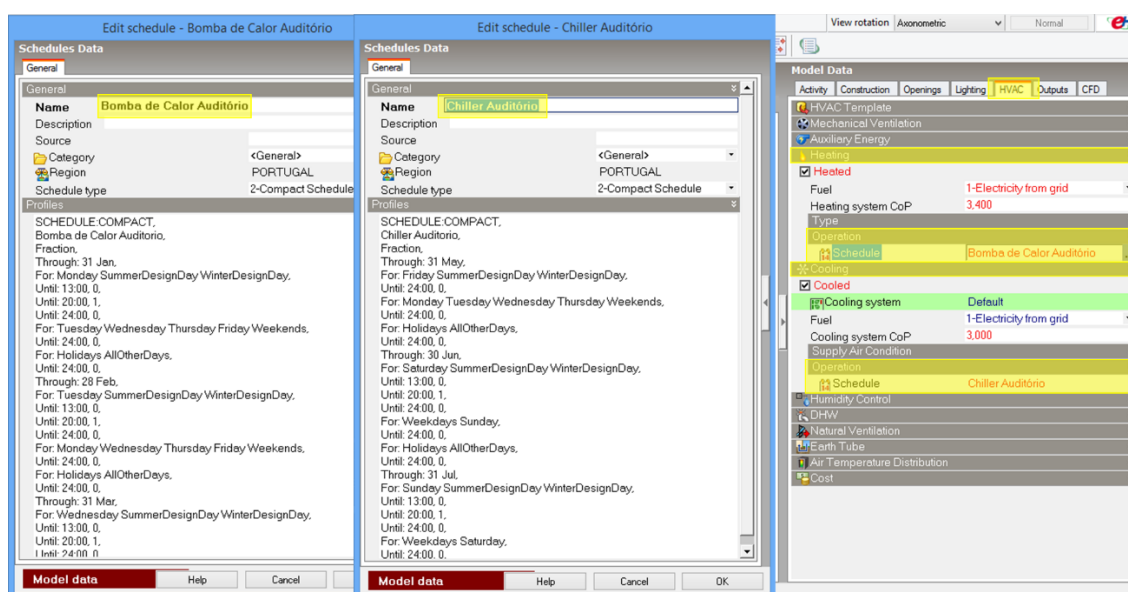 Edit schedule - Bomba de Calor Auditório
Schedules Data
General
General
Name Bomba de Calor Auditório
Description
Source
Category <General>
Region PORTUGAL
Schedule type 2-Compact Schedule
Profiles
SCHEDULE:COMPACT,
Bomba de Calor Auditorio,
Fraction,
Through: 31 Jan,
For: Monday SummerDesignDay WinterDesignDay,
Until: 13:00, 0,
Until: 20:00, 1,
Until: 24:00, 0,
For: Tuesday Wednesday Thursday Friday Weekends,
Until: 24:00, 0,
For: Holidays AllOtherDays,
Until: 24:00, 0,
Through: 28 Feb,
For: Tuesday SummerDesignDay WinterDesignDay,
Until: 13:00, 0,
Until: 20:00, 1,
Until: 24:00, 0,
For: Monday Wednesday Thursday Friday Weekends,
Until: 24:00, 0,
For: Holidays AllOtherDays,
Until: 24:00, 0,
Through: 31 Mar,
For: Wednesday SummerDesignDay WinterDesignDay,
Until: 13:00, 0,
Until: 20:00, 1,
Until: 24:00, 0
Model data Help Cancel
Edit schedule - Chiller Auditório
Schedules Data
General
General
Name Chiller Auditório
Description
Source
Category <General>
Region PORTUGAL
Schedule type 2-Compact Schedule
Profiles
SCHEDULE:COMPACT,
Chiller Auditorio,
Fraction,
Through: 31 May,
For: Friday SummerDesignDay WinterDesignDay,
Until: 24:00, 0,
For: Monday Tuesday Wednesday Thursday Weekends,
Until: 24:00, 0,
For: Holidays AllOtherDays,
Until: 24:00, 0,
Through: 30 Jun,
For: Saturday SummerDesignDay WinterDesignDay,
Until: 13:00, 0,
Until: 20:00, 1,
Until: 24:00, 0,
For: Weekdays Sunday,
Until: 24:00, 0,
For: Holidays AllOtherDays,
Until: 24:00, 0,
Through: 31 Jul,
For: Sunday SummerDesignDay WinterDesignDay,
Until: 13:00, 0,
Until: 20:00, 1,
Until: 24:00, 0,
For: Weekdays Saturday,
Until: 24:00, 0,
Model data Help Cancel OK
View rotation Axonometric Normal
Model Data
Activity Construction Openings Lighting HVAC Outputs CFD
HVAC Template
Mechanical Ventilation
Auxiliary Energy
Heating
Heated
Fuel 1-Electricity from grid
Heating system CoP 3,400
Type
Operation
Schedule Bomba de Calor Auditório
Cooling
Cooled
Cooling system Default
Fuel 1-Electricity from grid
Cooling system CoP 3,000
Supply Air Condition
Operation
Schedule Chiller Auditório
Humidity Control
DHW
Natural Ventilation
Earth Tube
Air Temperature Distribution
Cost